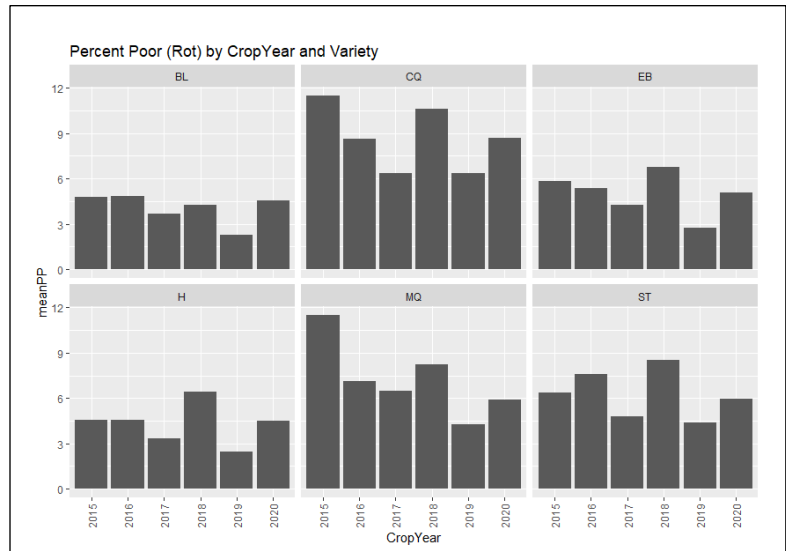 Percent Poor (Rot) by CropYear and Variety
BL CQ EB
12
9
6
3
0
meanPP
H MQ ST
12
9
6
3
0
2015 2016 2017 2018 2019 2020 2015 2016 2017 2018 2019 2020 2015 2016 2017 2018 2019 2020
CropYear